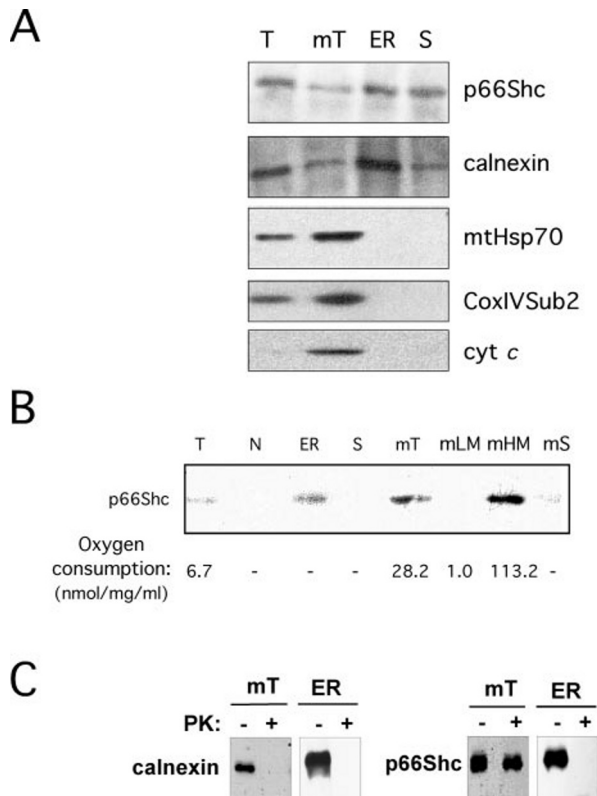 A
T mT ER S
p66Shc
calnexin
mtHsp70
CoxIVSub2
cyt c
B
T N ER S mT mLM mHM mS
p66Shc
Oxygen
consumption: 6.7 - - - 28.2 1.0 113.2 -
(nmol/mg/ml)
C
mT ER mT ER
PK: - + - + - + - +
calnexin p66Shc